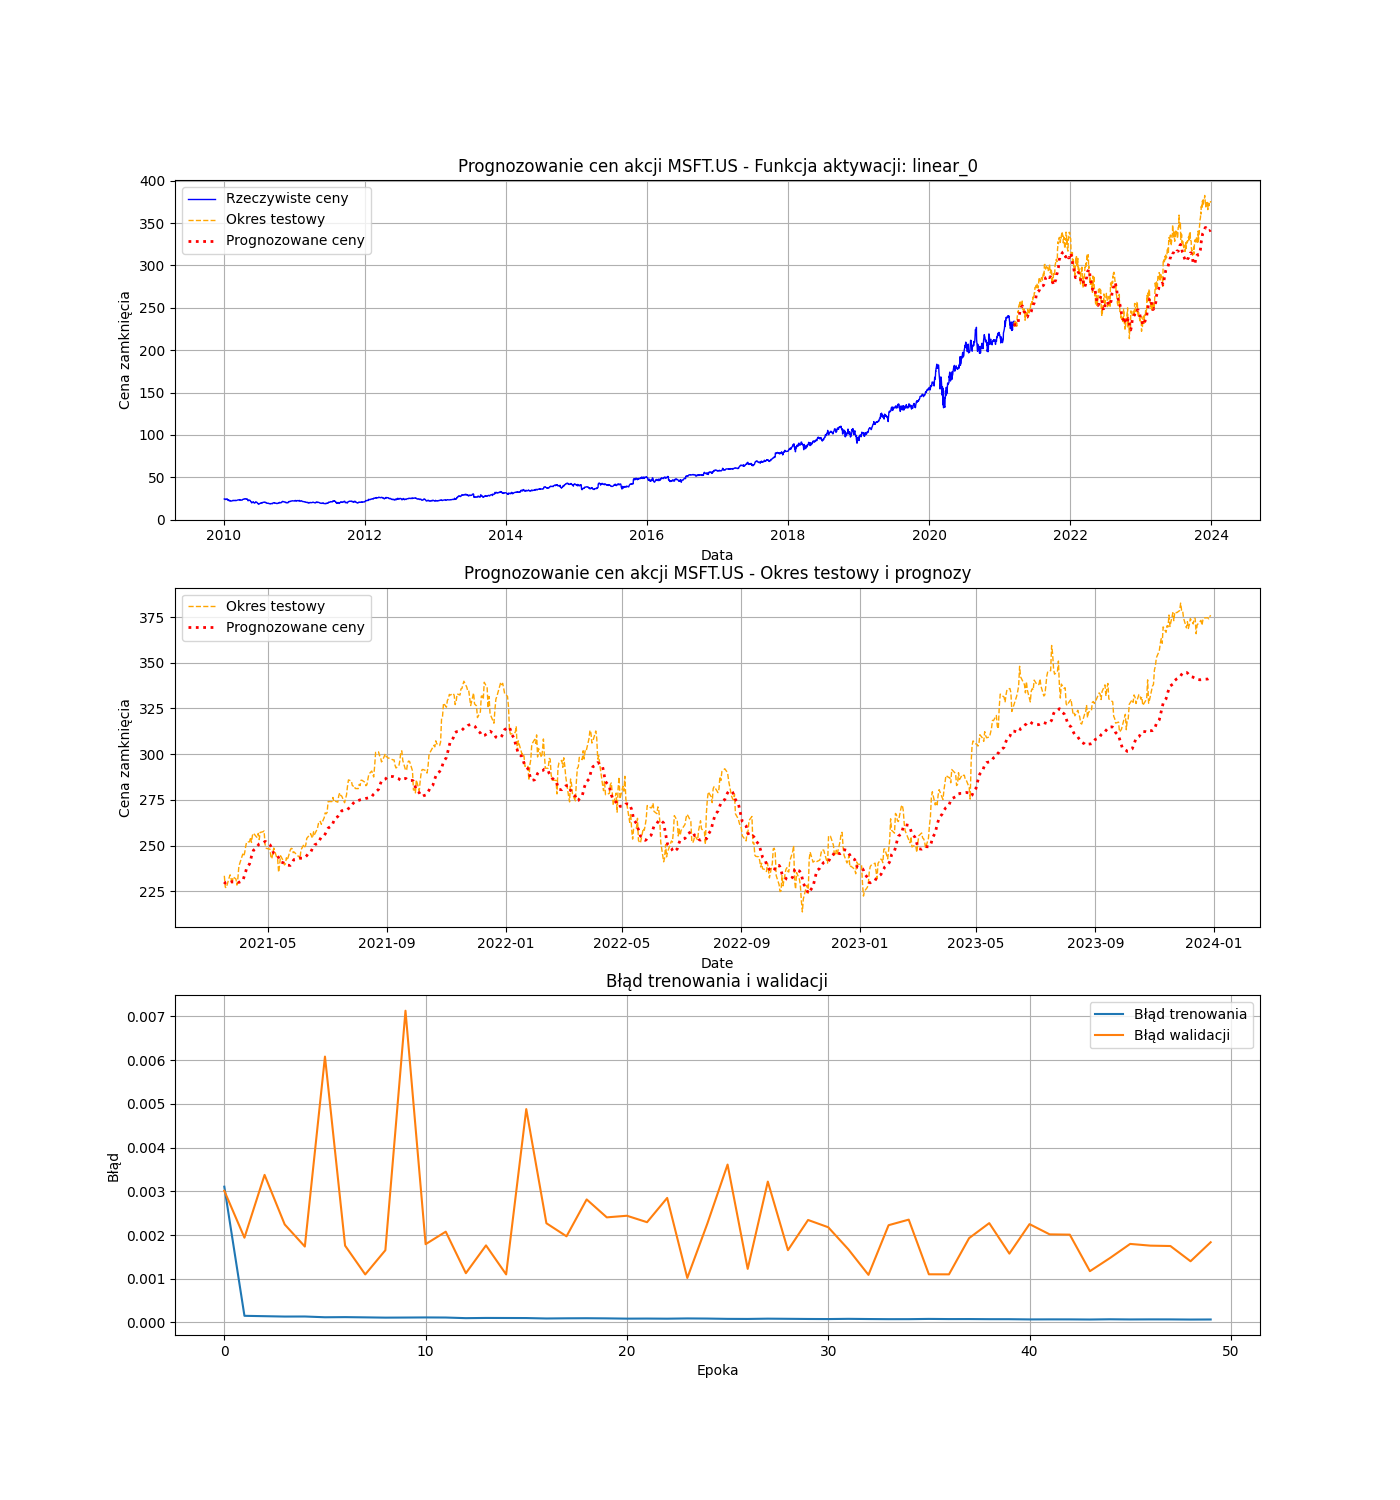 Prognozowanie cen akcji MSFT.US - Funkcja aktywacji: linear_0
400
350
300
250
200
150
100
50
0
Cena zamknięcia
Rzeczywiste ceny
Okres testowy
Prognozowane ceny
2010 2012 2014 2016 2018 2020 2022 2024
Data
Prognozowanie cen akcji MSFT.US - Okres testowy i prognozy
375
350
325
300
275
250
225
Cena zamknięcia
Okres testowy
Prognozowane ceny
2021-05 2021-09 2022-01 2022-05 2022-09 2023-01 2023-05 2023-09 2024-01
Date
Błąd trenowania i walidacji
0.007
0.006
0.005
0.004
0.003
0.002
0.001
0.000
Błąd
Błąd trenowania
Błąd walidacji
0 10 20 30 40 50
Epoka